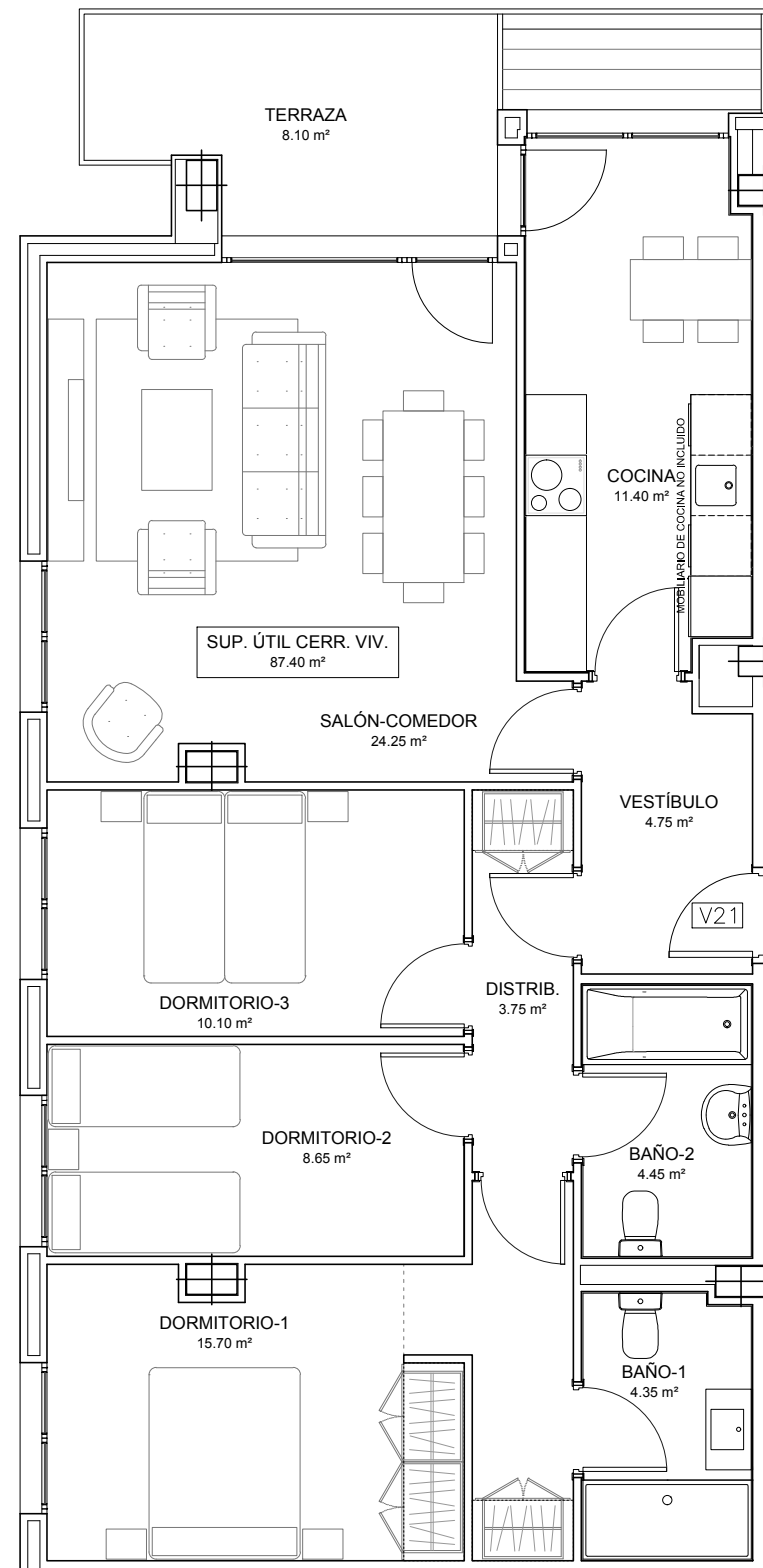 TERRAZA
8.10 m²
COCINA
11.40 m²
MOBILIARIO DE COCINA NO INCLUIDO
SUP. ÚTIL CERR. VIV.
87.40 m²
SALÓN-COMEDOR
24.25 m²
VESTÍBULO
4.75 m²
V21
DORMITORIO-3
10.10 m²
DISTRIB.
3.75 m²
DORMITORIO-2
8.65 m²
BAÑO-2
4.45 m²
DORMITORIO-1
15.70 m²
BAÑO-1
4.35 m²